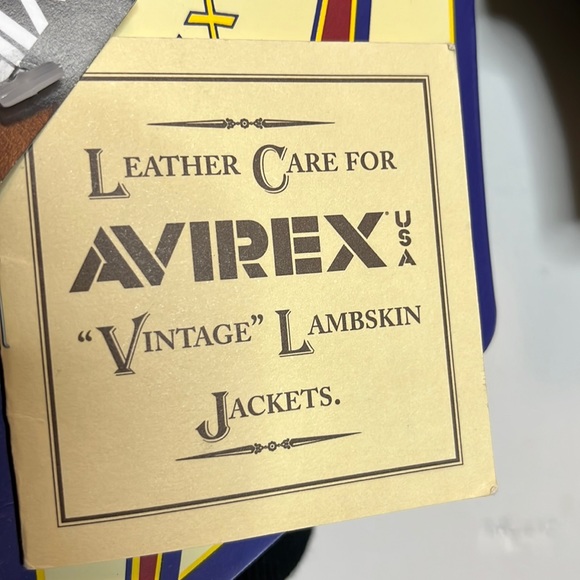 LEATHER CARE FOR
AVIREX® USA
“VINTAGE” LAMBSKIN
JACKETS.